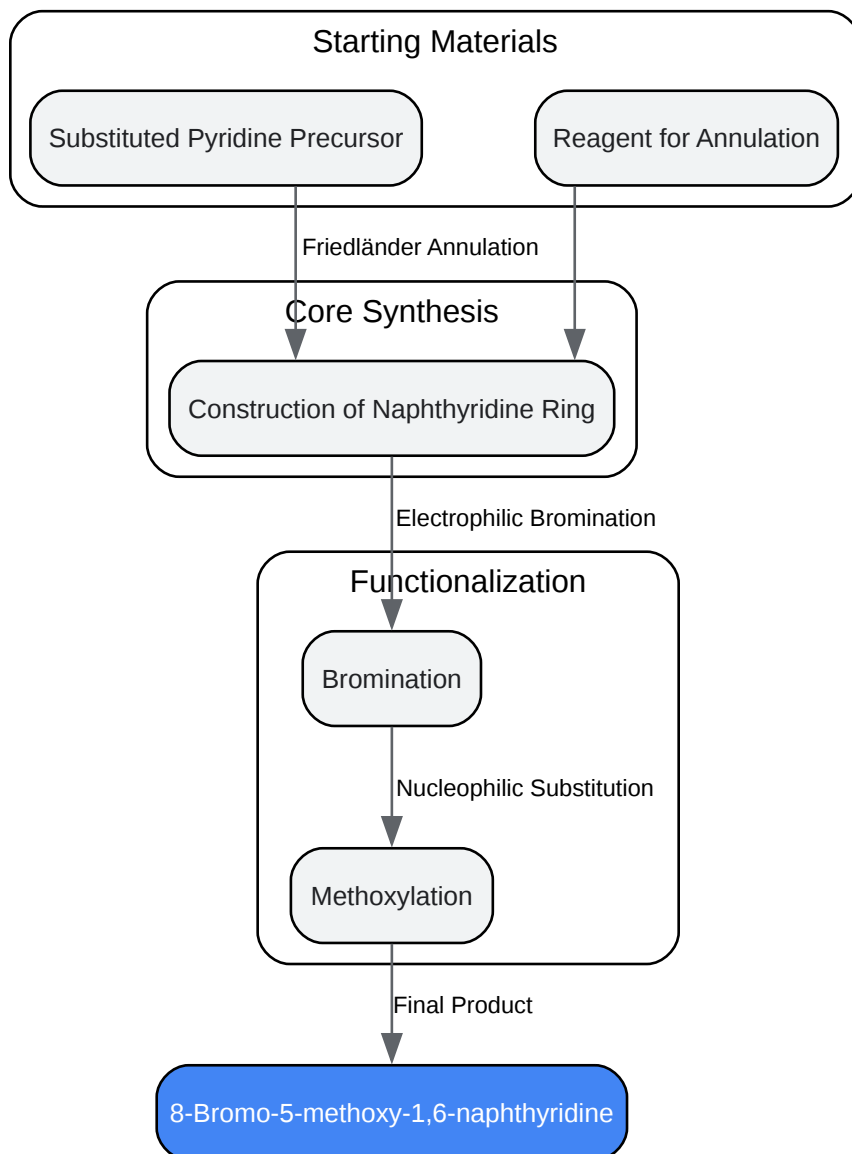 Starting Materials
Substituted Pyridine Precursor
Reagent for Annulation
Friedländer Annulation
Core Synthesis
Construction of Naphthyridine Ring
Electrophilic Bromination
Functionalization
Bromination
Nucleophilic Substitution
Methoxylation
Final Product
8-Bromo-5-methoxy-1,6-naphthyridine